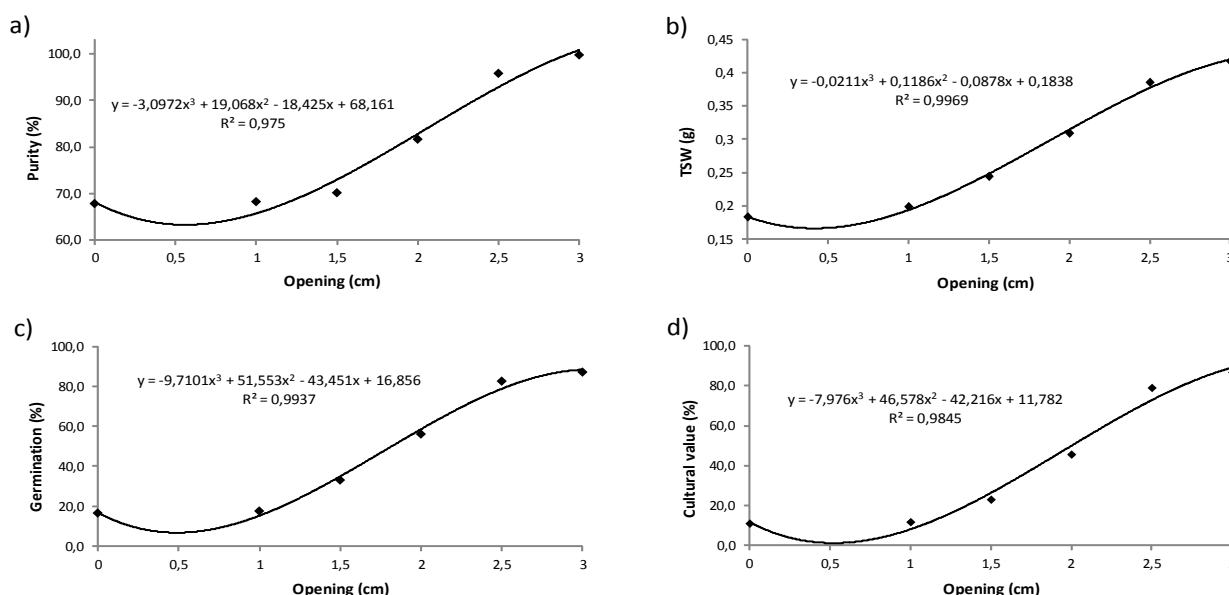 a)
100,0
90,0
80,0
70,0
60,0
Purity (%)
y = -3,0972x³ + 19,068x² - 18,425x + 68,161
R² = 0,975
0 0,5 1 1,5 2 2,5 3
Opening (cm)
b)
0,45
0,4
0,35
0,3
0,25
0,2
0,15
TSW (g)
y = -0,0211x³ + 0,1186x² - 0,0878x + 0,1838
R² = 0,9969
0 0,5 1 1,5 2 2,5 3
Opening (cm)
c)
100,0
80,0
60,0
40,0
20,0
0,0
Germination (%)
y = -9,7101x³ + 51,553x² - 43,451x + 16,856
R² = 0,9937
0 0,5 1 1,5 2 2,5 3
Opening (cm)
d)
100,0
80,0
60,0
40,0
20,0
0,0
Cultural value (%)
y = -7,976x³ + 46,578x² - 42,216x + 11,782
R² = 0,9845
0 0,5 1 1,5 2 2,5
Opening (cm)